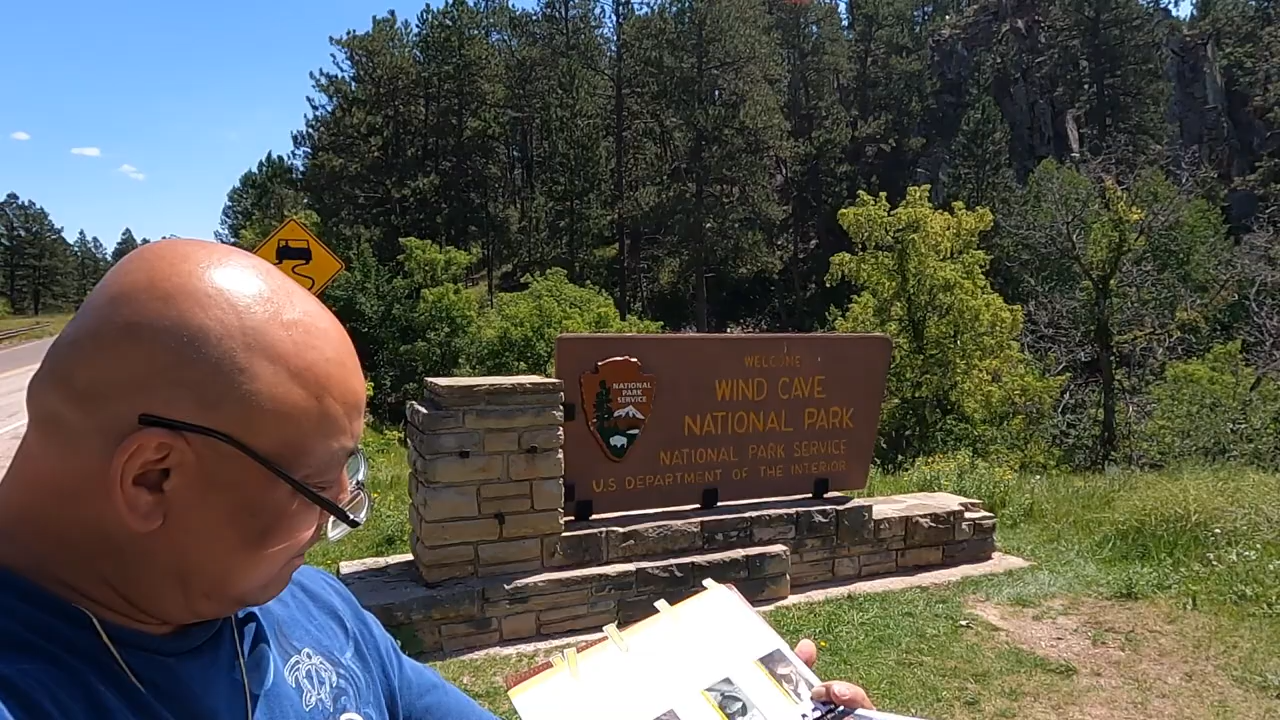 NATIONAL
PARK
SERVICE
WELCOME
WIND CAVE
NATIONAL PARK
NATIONAL PARK SERVICE
U.S. DEPARTMENT OF THE INTERIOR